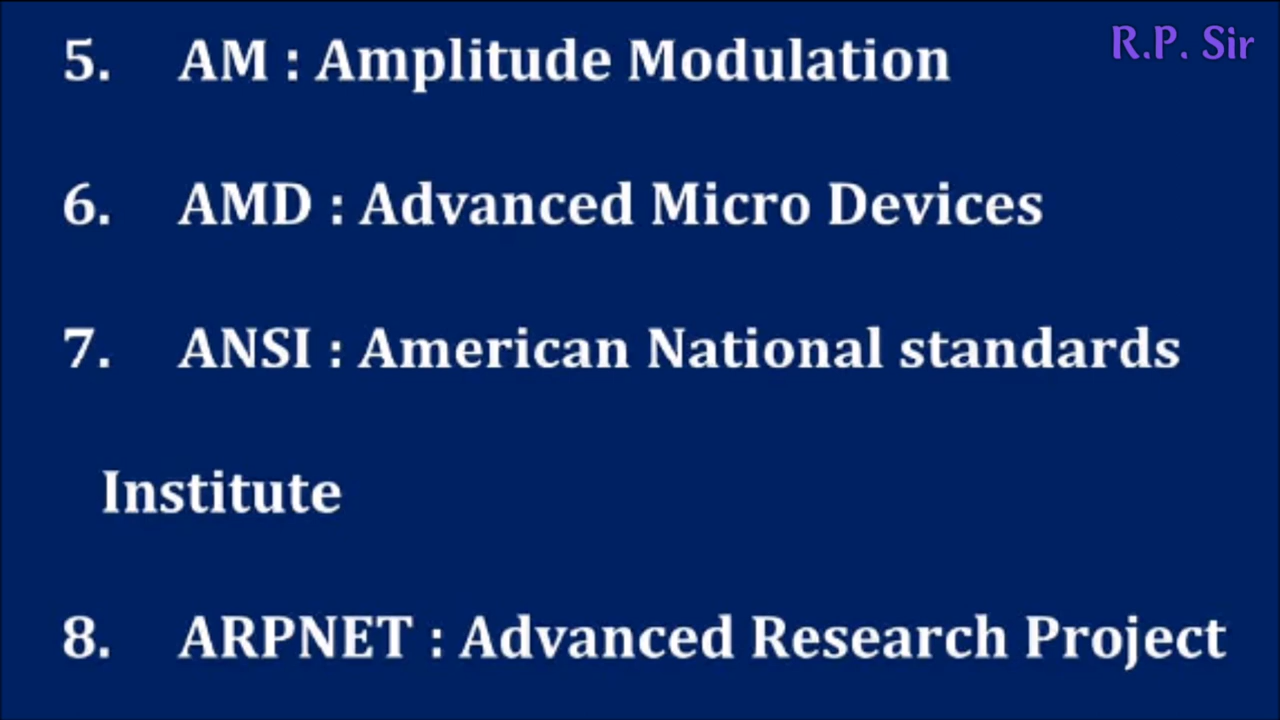 R.P. Sir
5. AM : Amplitude Modulation
6. AMD : Advanced Micro Devices
7. ANSI : American National standards
Institute
8. ARPNET : Advanced Research Project